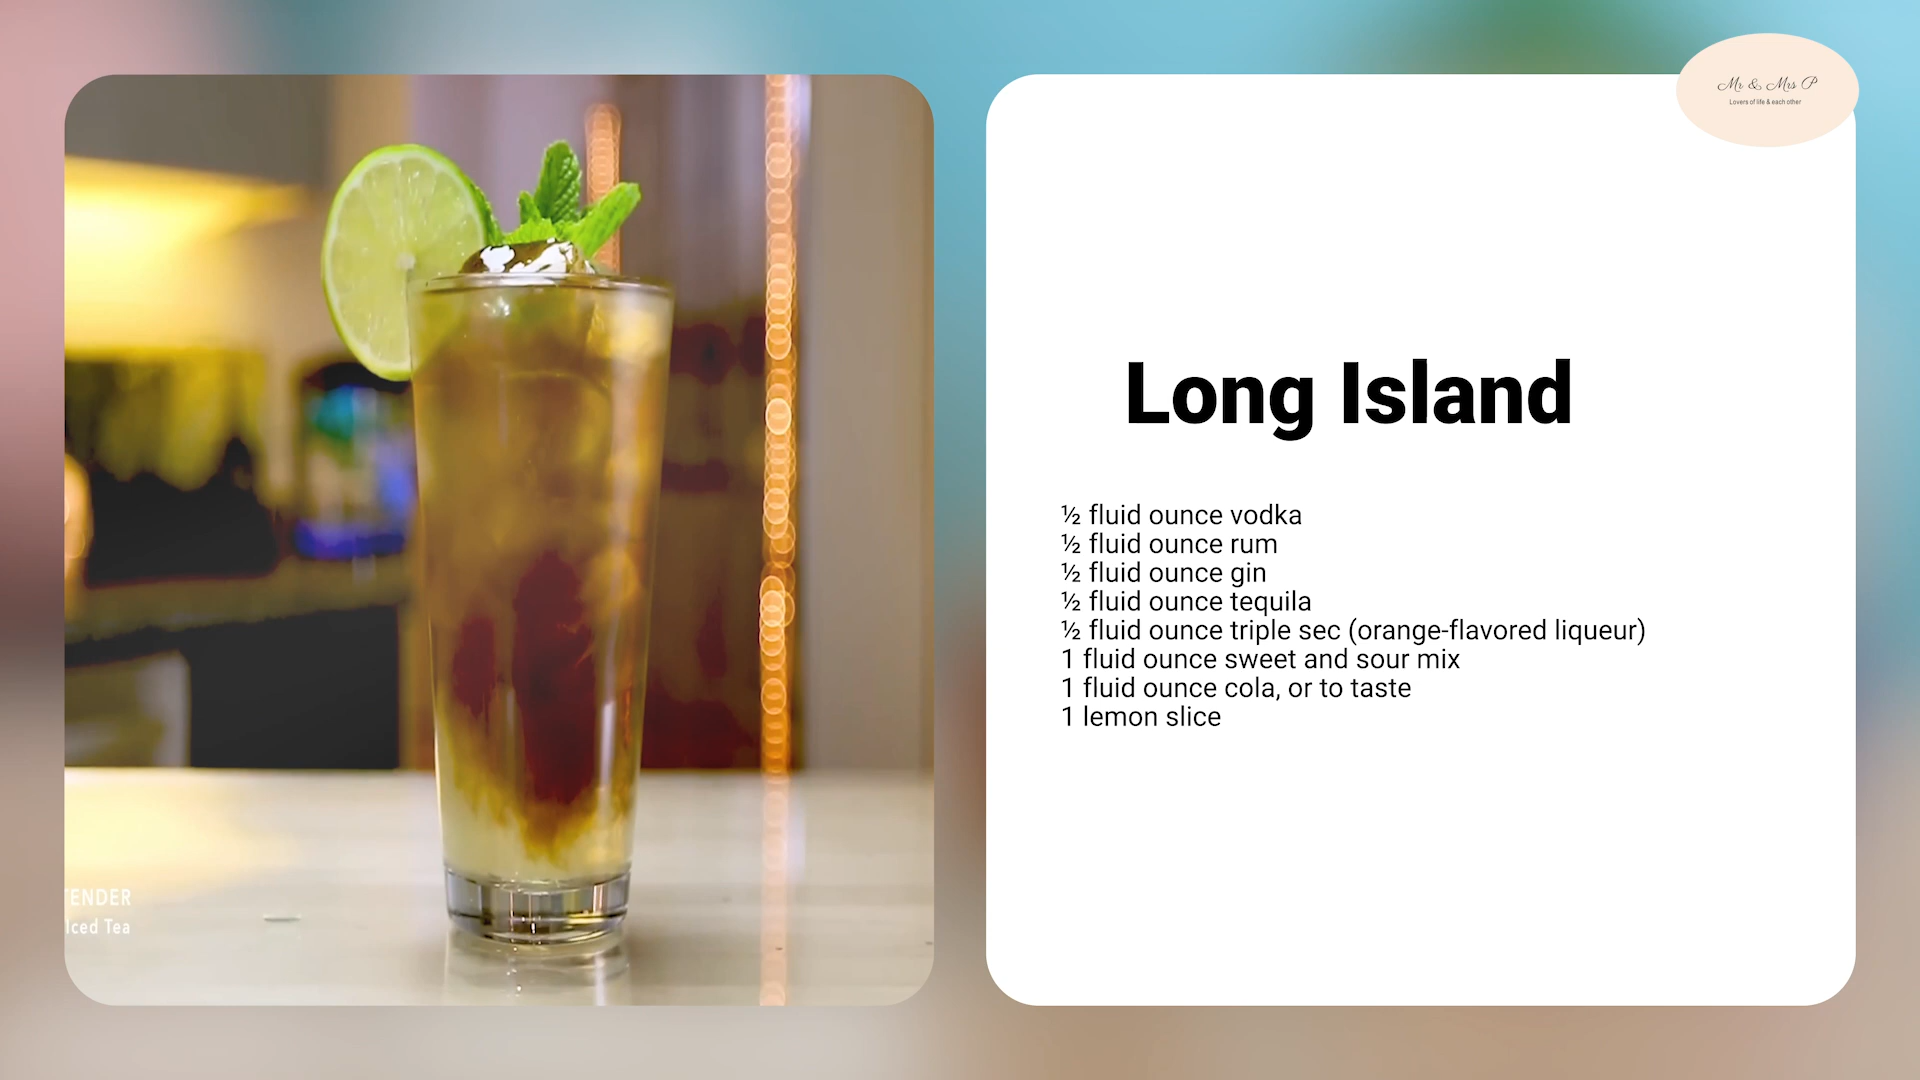 Mr & Mrs P
Lovers of life & each other
Long Island
½ fluid ounce vodka
½ fluid ounce rum
½ fluid ounce gin
½ fluid ounce tequila
½ fluid ounce triple sec (orange-flavored liqueur)
1 fluid ounce sweet and sour mix
1 fluid ounce cola, or to taste
1 lemon slice
TENDER
Iced Tea